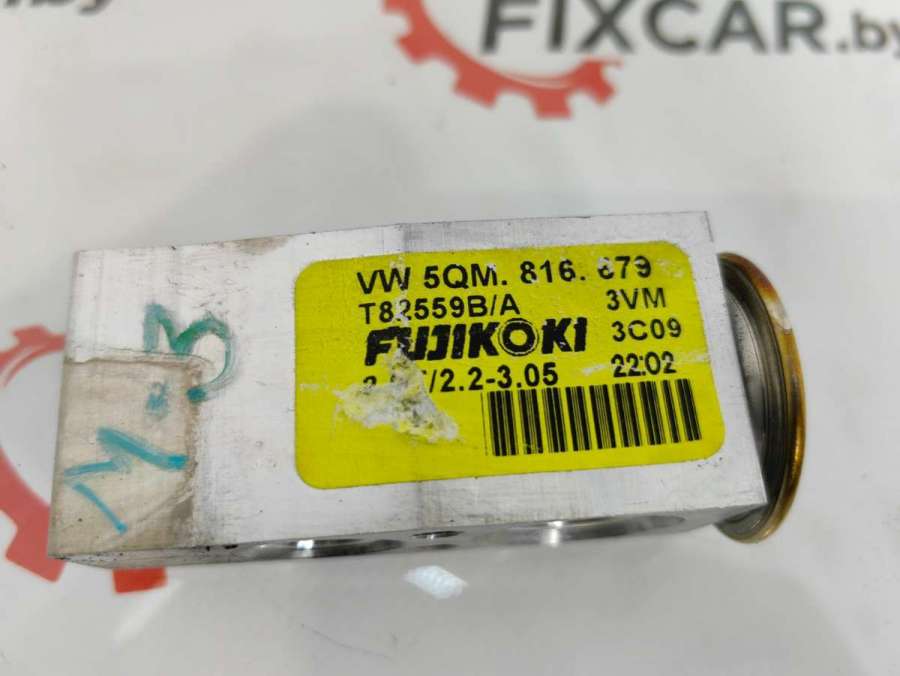 FIXCAR.by
VW 5QM. 816. 679
T82559B/A 3VM
FUJIKOKI 3C09
/2.2-3.05 22:02